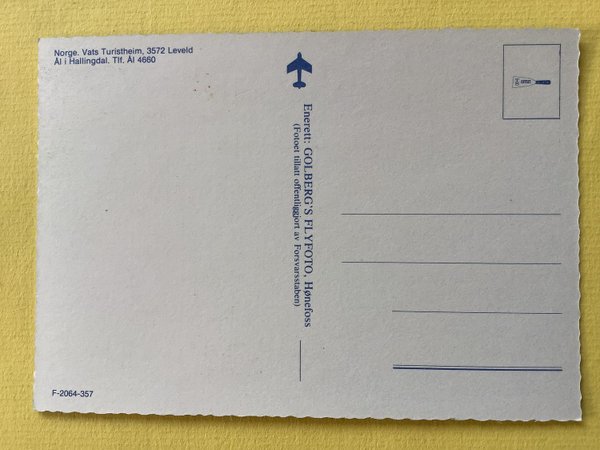 Norge. Vats Turistheim, 3572 Leveld
Ål i Hallingdal. Tlf. Ål 4660
Enerett: GOLBERG'S FLYFOTO, Hønefoss
(Fotoet tillatt offentliggjort av Forsvarsstaben)
F-2064-357